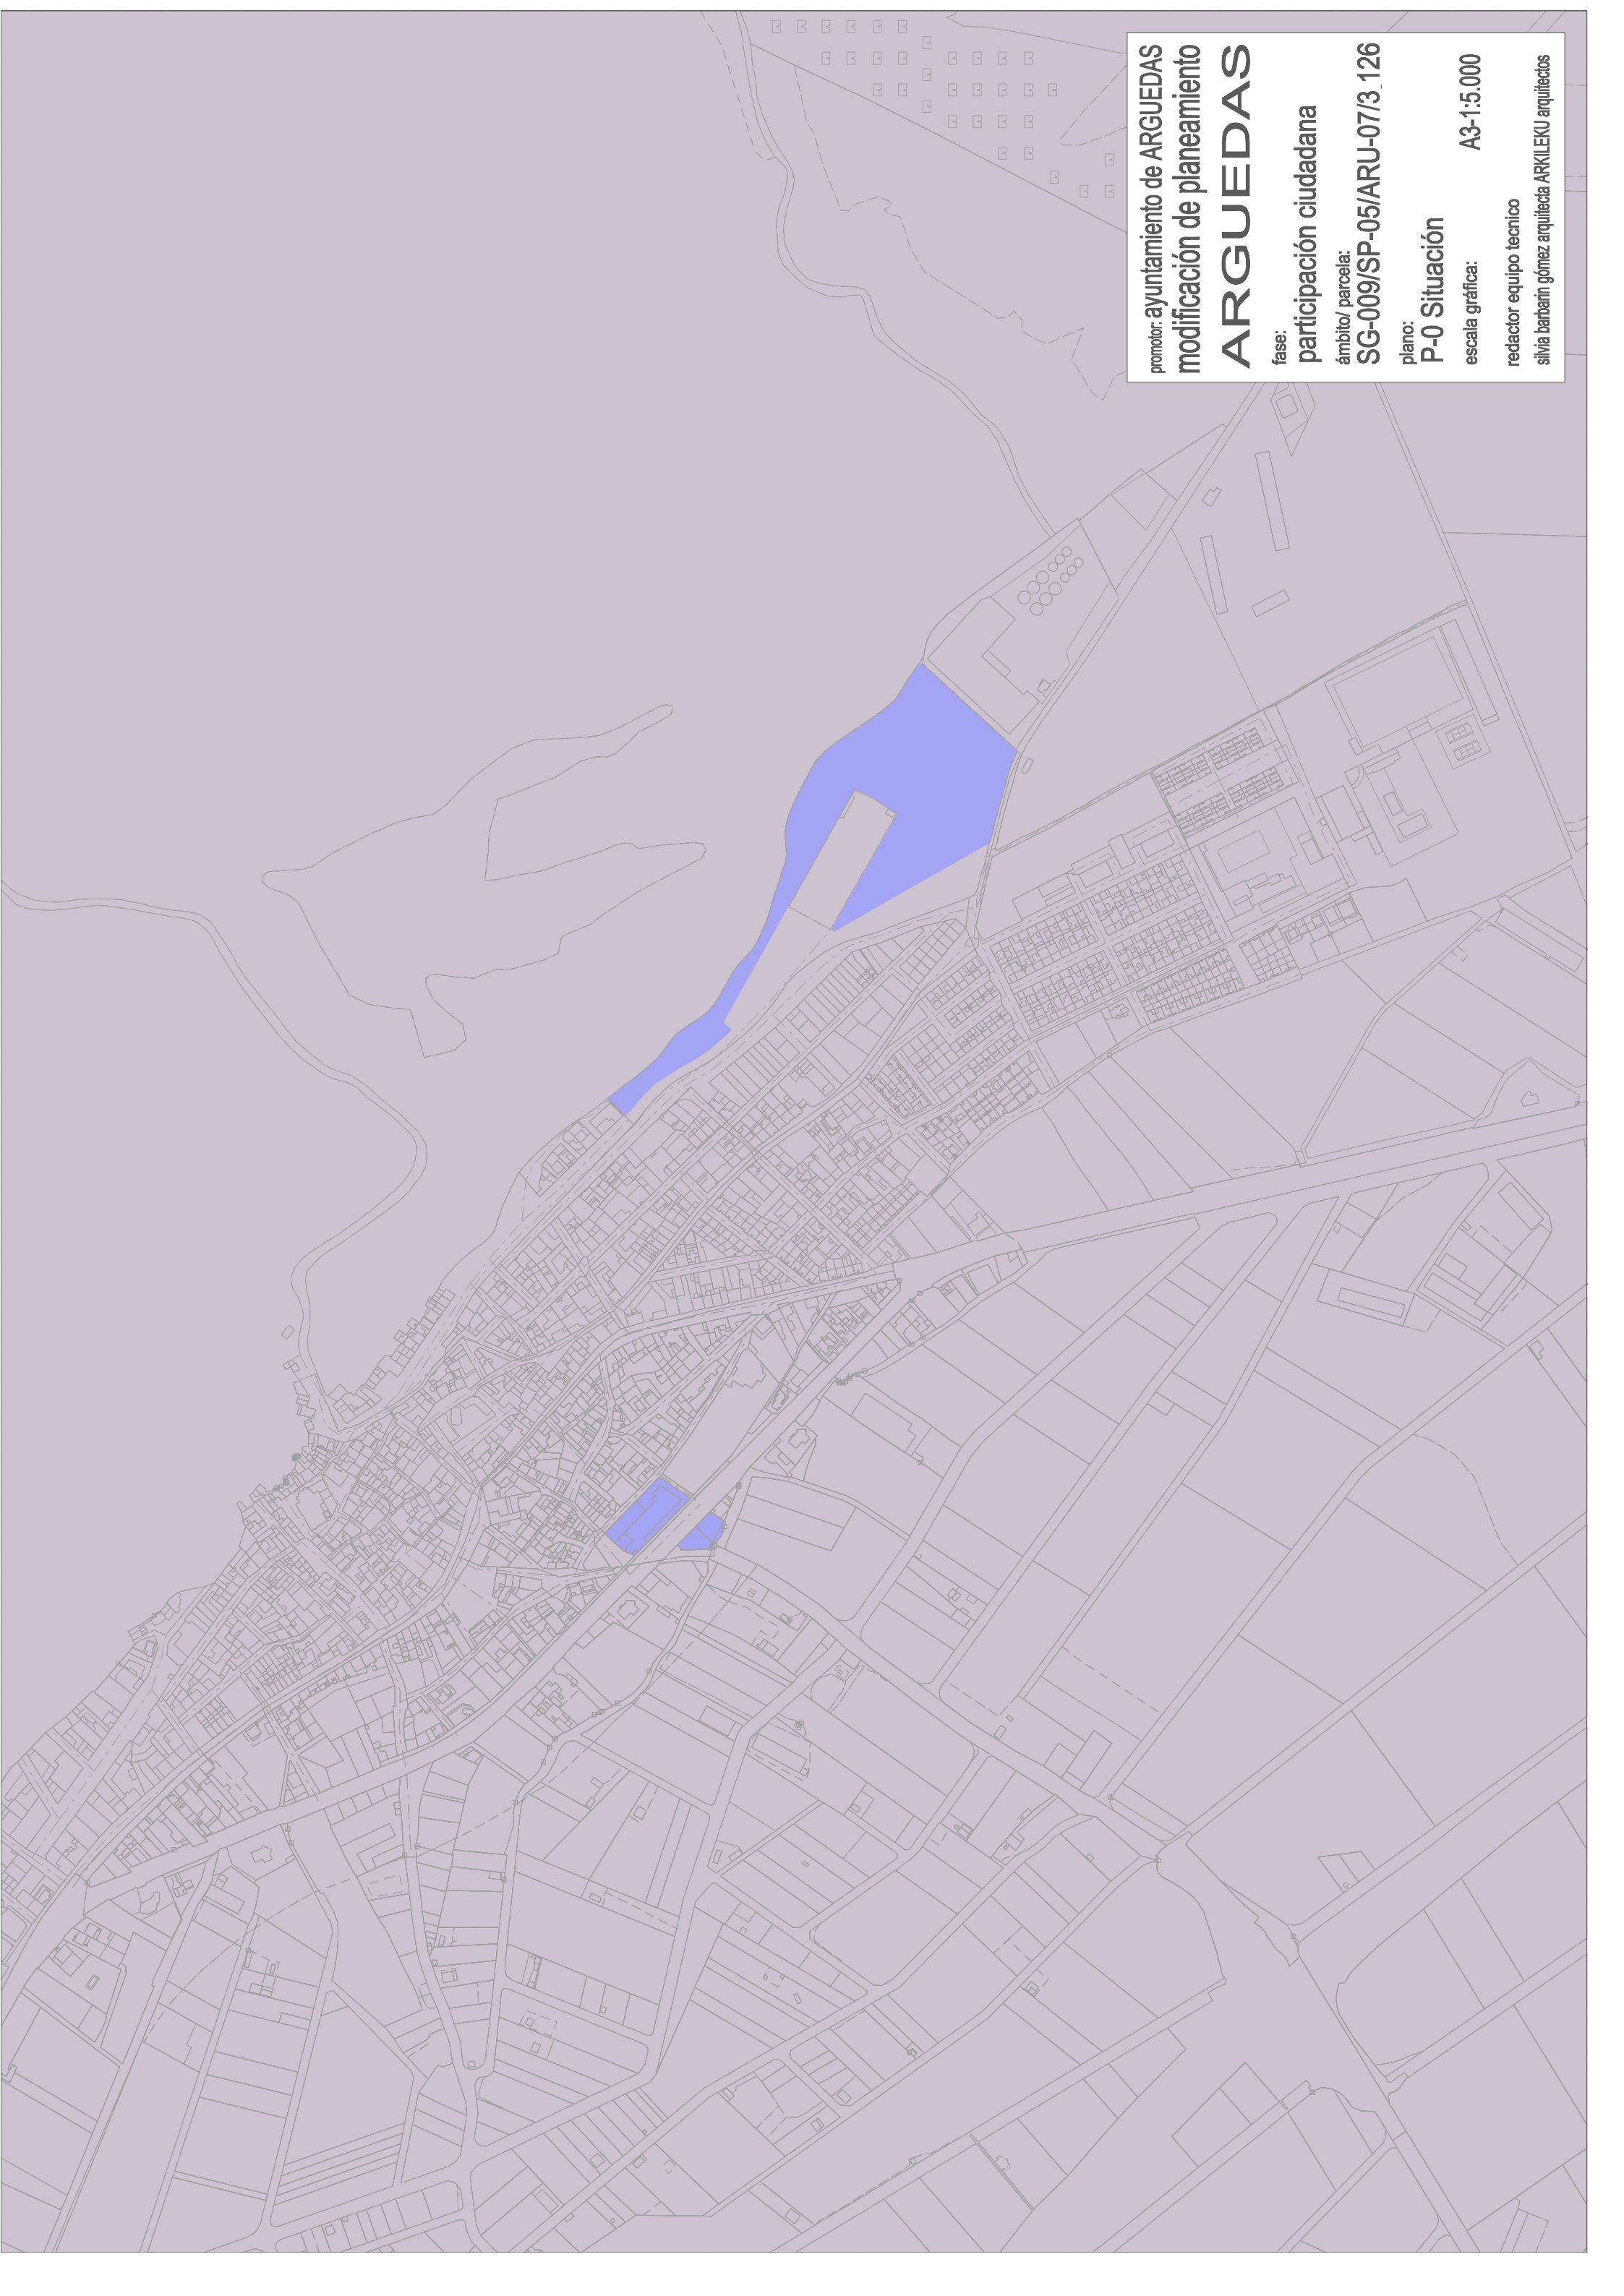 promotor: ayuntamiento de ARGUEDAS
modificación de planeamiento
ARGUEDAS
fase:
participación ciudadana
ámbito/ parcela:
SG-009/SP-05/ARU-07/3_126
plano:
P-0 Situación
escala gráfica: A3-1:5.000
redactor equipo tecnico
silvia barbarin gómez arquitecta ARKILEKU arquitectos